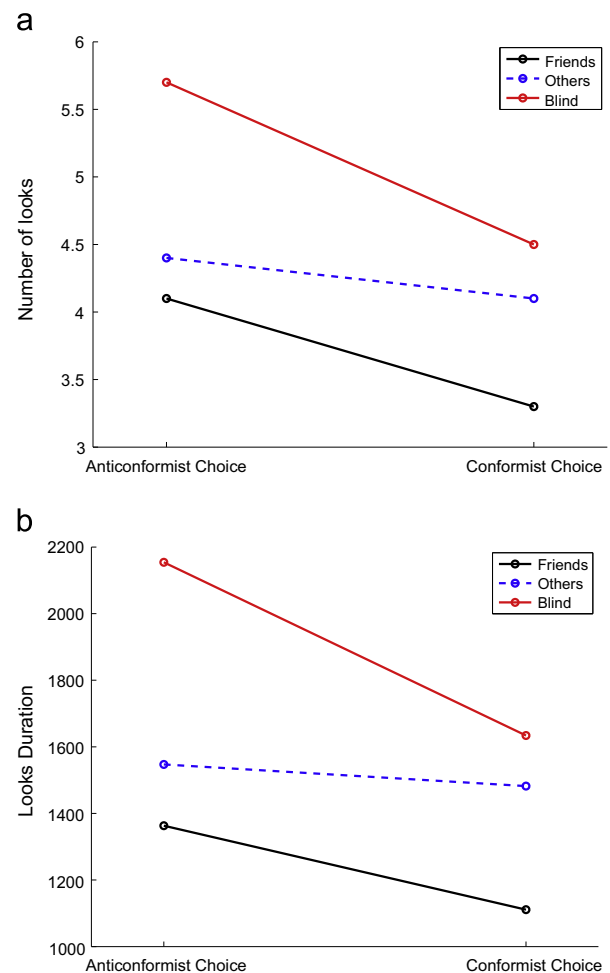 a
6
5.5
5
4.5
4
3.5
3
Number of looks
Friends
Others
Blind
Anticonformist Choice Conformist Choice
b
2200
2000
1800
1600
1400
1200
1000
Looks Duration
Friends
Others
Blind
Anticonformist Choice Conformist Choice